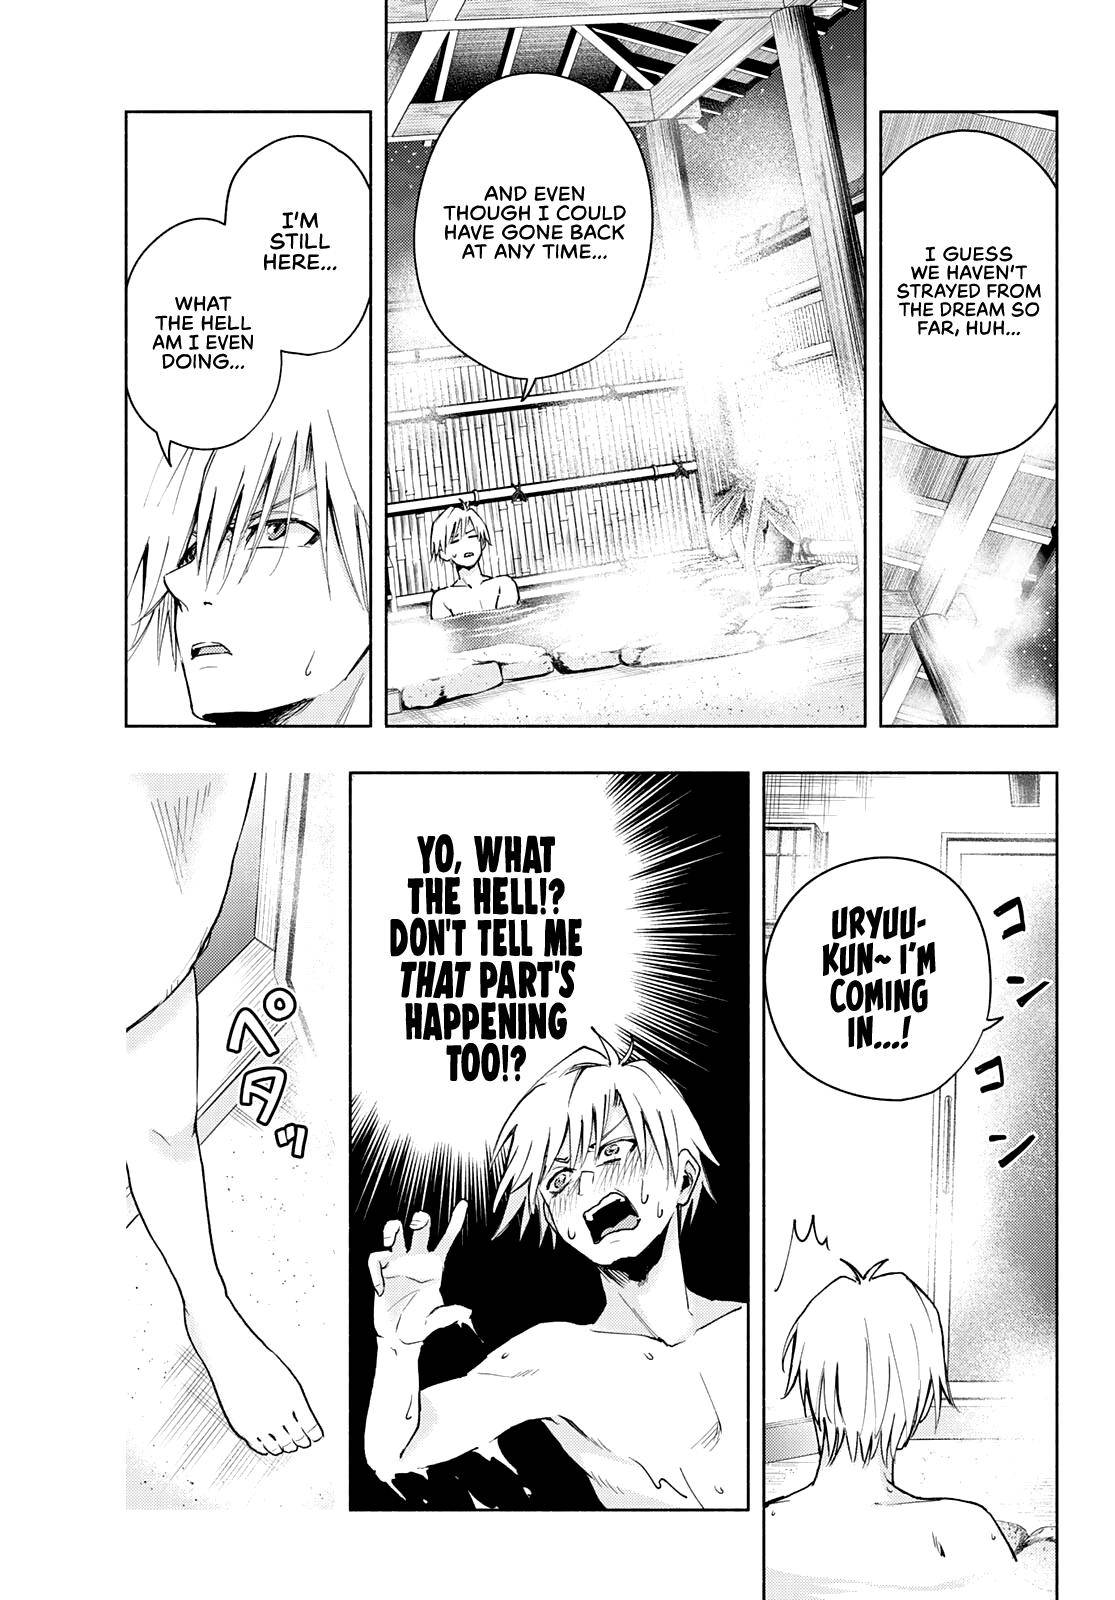 I GUESS
WE HAVEN'T
STRAYED FROM
THE DREAM SO
FAR, HUH...
AND EVEN
THOUGH I COULD
HAVE GONE BACK
AT ANY TIME...
I'M
STILL
HERE...
WHAT
THE HELL
AM I EVEN
DOING...
コン
コン
URYUU-
KUN~ I'M
COMING
IN...!
YO, WHAT
THE HELL!?
DON'T TELL ME
THAT PART'S
HAPPENING
TOO!?
ペタッ